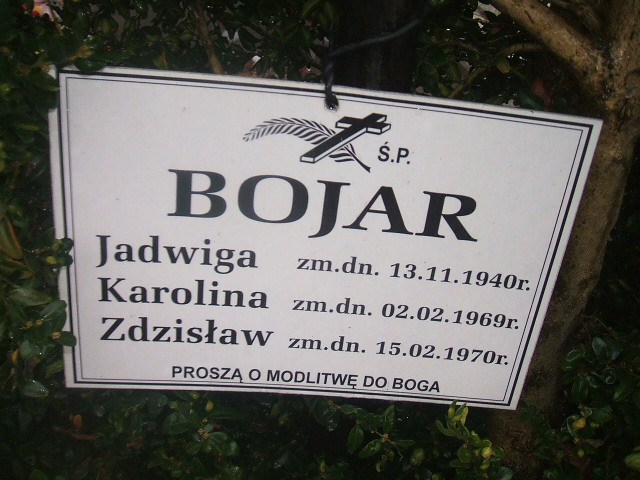 Ś.P.
BOJAR
Jadwiga zm.dn. 13.11.1940r.
Karolina zm.dn. 02.02.1969r.
Zdzisław zm.dn. 15.02.1970r.
PROSZĄ O MODLITWĘ DO BOGA